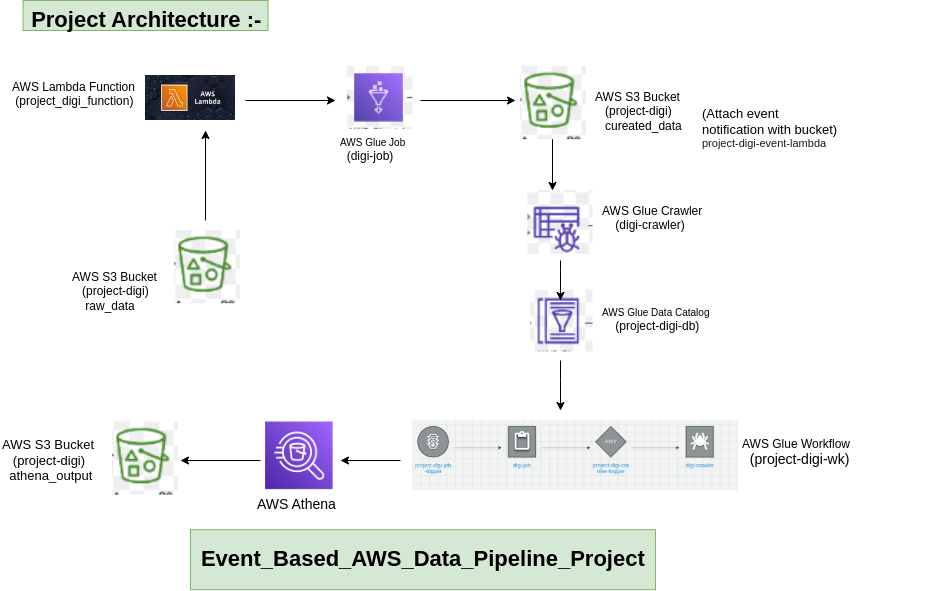 Project Architecture :-
AWS Lambda Function
(project_digi_function)
AWS
Lambda
AWS Glue Job
(digi-job)
AWS S3 Bucket
(project-digi)
cureated_data
(Attach event
notification with bucket)
project-digi-event-lambda
AWS Glue Crawler
(digi-crawler)
AWS S3 Bucket
(project-digi)
raw_data
AWS Glue Data Catalog
(project-digi-db)
AWS S3 Bucket
(project-digi)
athena_output
AWS Athena
project-digi-job
-trigger
digi-job
ANY
project-digi-cra
wler-trigger
digi-crawler
AWS Glue Workflow
(project-digi-wk)
Event_Based_AWS_Data_Pipeline_Project